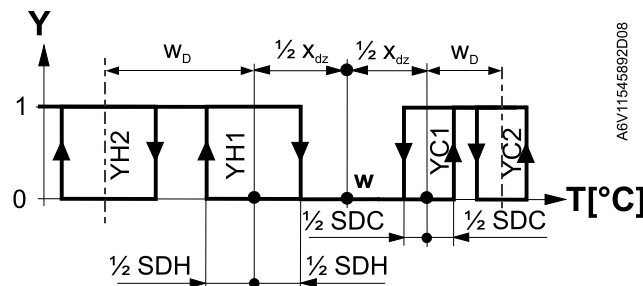 Y
W_D ½ x_dz ½ x_dz W_D
1
YH2 YH1 YC1 YC2
w
0
T[°C]
½ SDC ½ SDC
½ SDH ½ SDH
A6V11545892D08